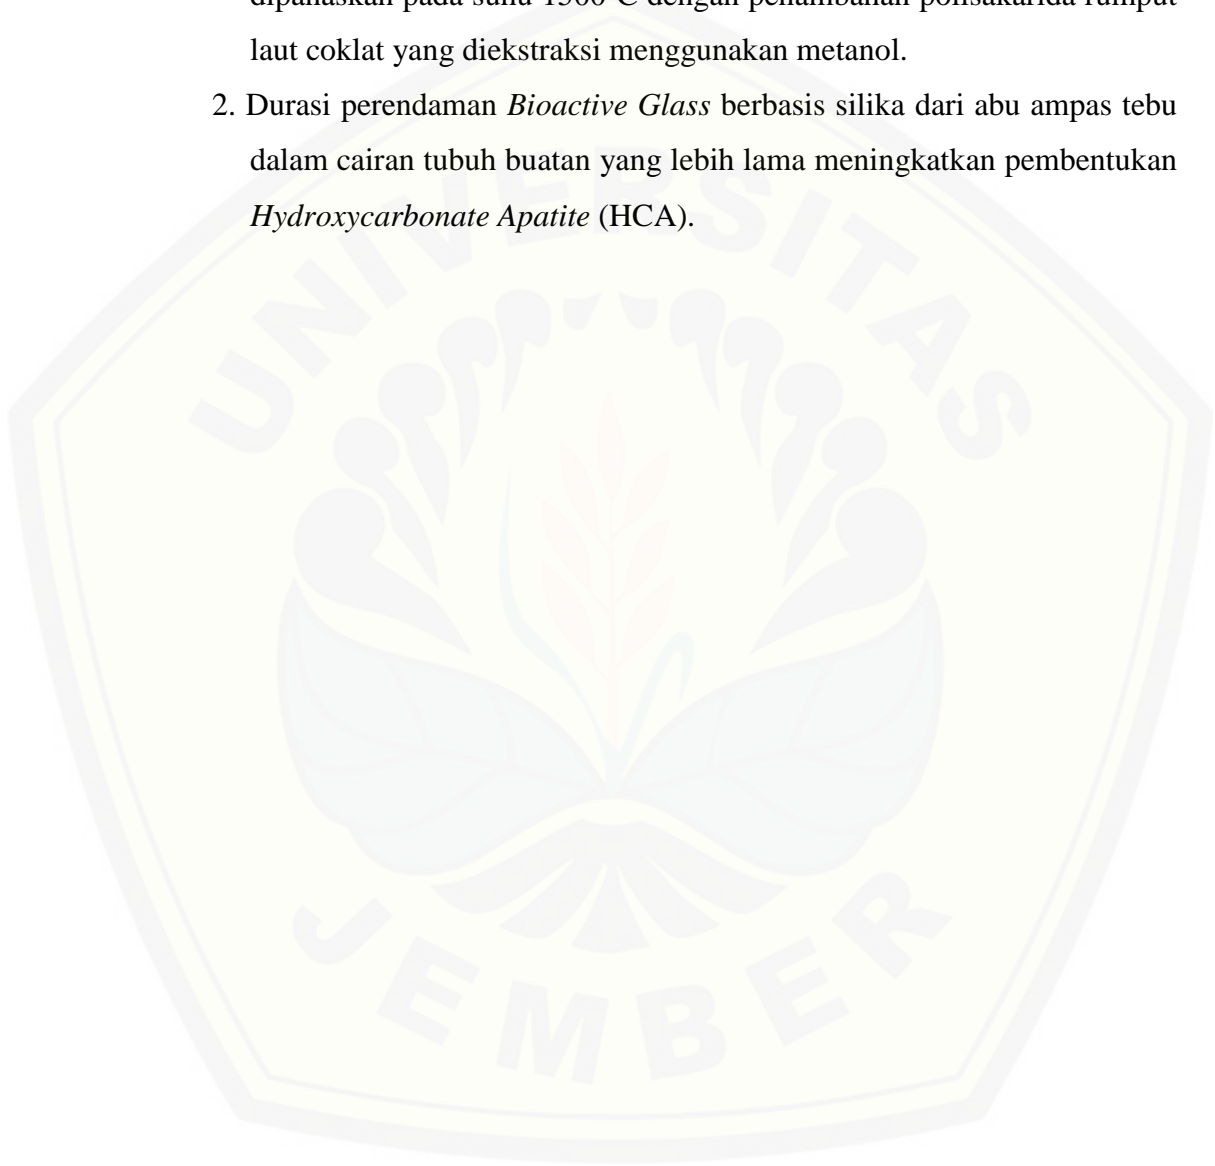 dipanaskan pada suhu 1300°C dengan penambahan polisakarida rumput
laut coklat yang diekstraksi menggunakan metanol.
2. Durasi perendaman Bioactive Glass berbasis silika dari abu ampas tebu
dalam cairan tubuh buatan yang lebih lama meningkatkan pembentukan
Hydroxycarbonate Apatite (HCA).
UNIVERSITAS
JEMBER